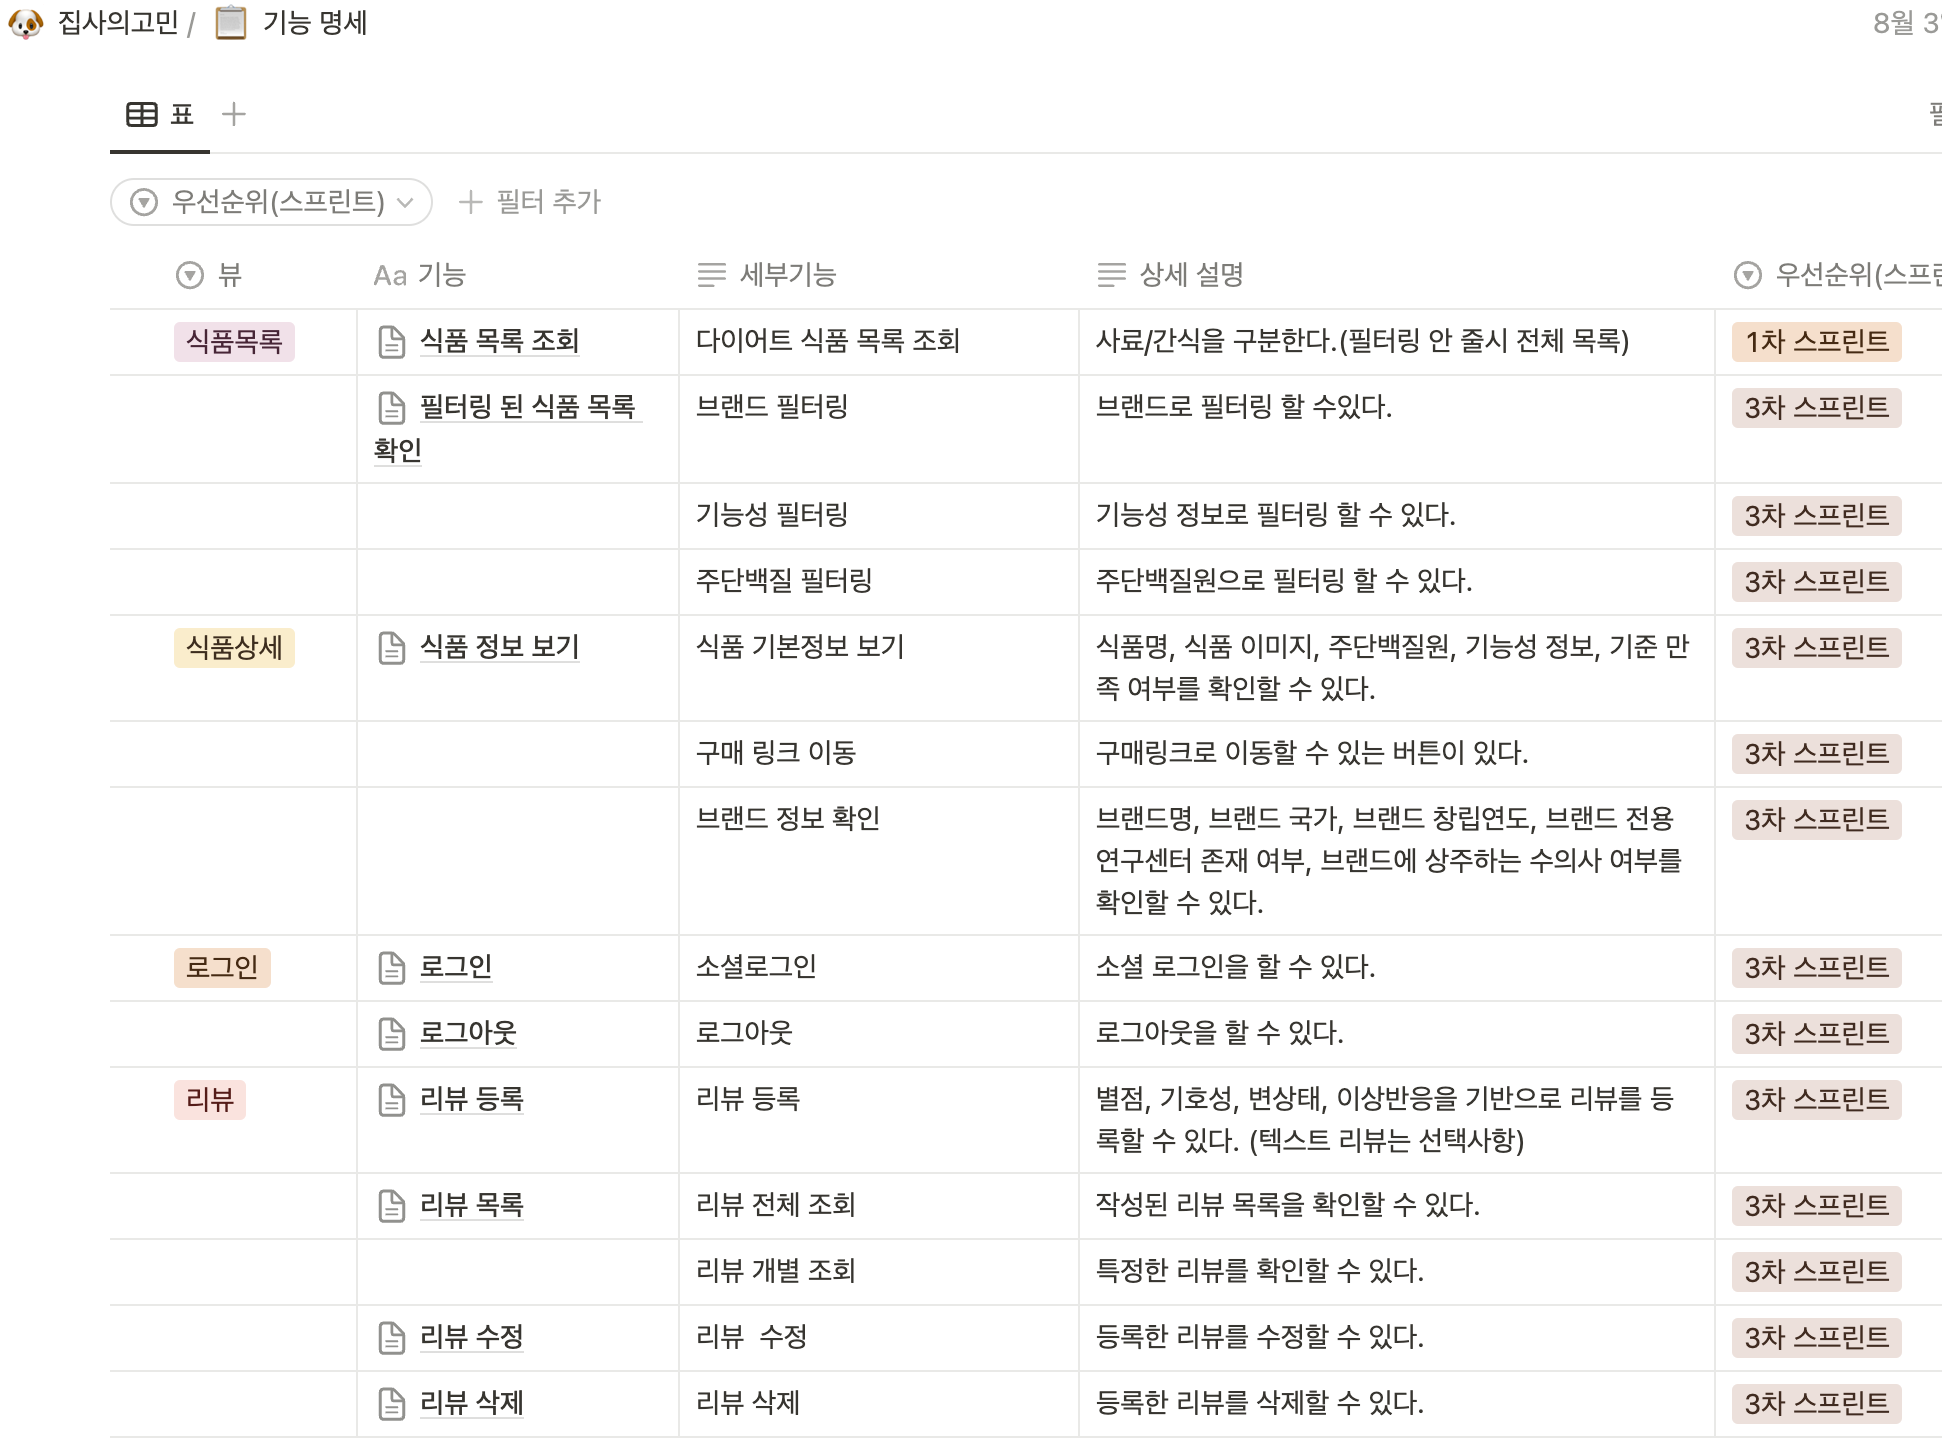 집사의고민 / 기능 명세
8월 3
표
우선순위(스프린트) 필터 추가
뷰 Aa 기능 세부기능 상세 설명 우선순위(스프
식품목록 식품 목록 조회 다이어트 식품 목록 조회 사료/간식을 구분한다.(필터링 안 줄시 전체 목록) 1차 스프린트
필터링 된 식품 목록 브랜드 필터링 브랜드로 필터링 할 수있다. 3차 스프린트
확인
기능성 필터링 기능성 정보로 필터링 할 수 있다. 3차 스프린트
주단백질 필터링 주단백질원으로 필터링 할 수 있다. 3차 스프린트
식품상세 식품 정보 보기 식품 기본정보 보기 식품명, 식품 이미지, 주단백질원, 기능성 정보, 기준 만 3차 스프린트
족 여부를 확인할 수 있다.
구매 링크 이동 구매링크로 이동할 수 있는 버튼이 있다. 3차 스프린트
브랜드 정보 확인 브랜드명, 브랜드 국가, 브랜드 창립연도, 브랜드 전용 3차 스프린트
연구센터 존재 여부, 브랜드에 상주하는 수의사 여부를
확인할 수 있다.
로그인 로그인 소셜로그인 소셜 로그인을 할 수 있다. 3차 스프린트
로그아웃 로그아웃 로그아웃을 할 수 있다. 3차 스프린트
리뷰 리뷰 등록 리뷰 등록 별점, 기호성, 변상태, 이상반응을 기반으로 리뷰를 등 3차 스프린트
록할 수 있다. (텍스트 리뷰는 선택사항)
리뷰 목록 리뷰 전체 조회 작성된 리뷰 목록을 확인할 수 있다. 3차 스프린트
리뷰 개별 조회 특정한 리뷰를 확인할 수 있다. 3차 스프린트
리뷰 수정 리뷰  수정 등록한 리뷰를 수정할 수 있다. 3차 스프린트
리뷰 삭제 리뷰 삭제 등록한 리뷰를 삭제할 수 있다. 3차 스프린트